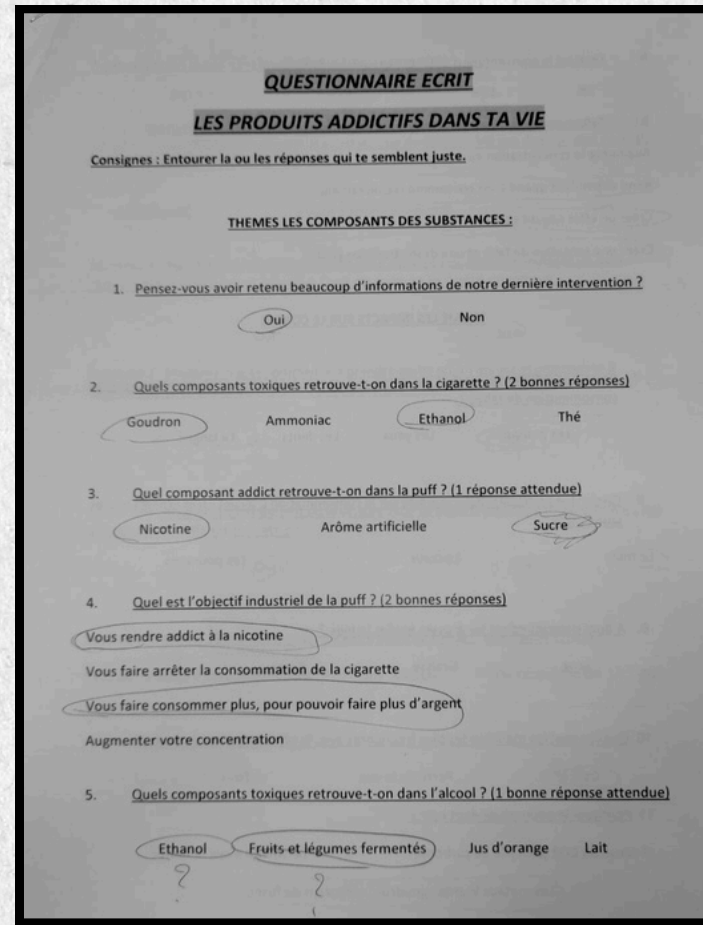 QUESTIONNAIRE ECRIT
LES PRODUITS ADDICTIFS DANS TA VIE
Consignes : Entourer la ou les réponses qui te semblent juste.
THEMES LES COMPOSANTS DES SUBSTANCES :
1. Pensez-vous avoir retenu beaucoup d'informations de notre dernière intervention ?
Oui Non
2. Quels composants toxiques retrouve-t-on dans la cigarette ? (2 bonnes réponses)
Goudron Ammoniac Ethanol Thé
3. Quel composant addict retrouve-t-on dans la puff ? (1 réponse attendue)
Nicotine Arôme artificielle Sucre
4. Quel est l'objectif industriel de la puff ? (2 bonnes réponses)
Vous rendre addict à la nicotine
Vous faire arrêter la consommation de la cigarette
Vous faire consommer plus, pour pouvoir faire plus d'argent
Augmenter votre concentration
5. Quels composants toxiques retrouve-t-on dans l'alcool ? (1 bonne réponse attendue)
Ethanol Fruits et légumes fermentés Jus d'orange Lait
? ?